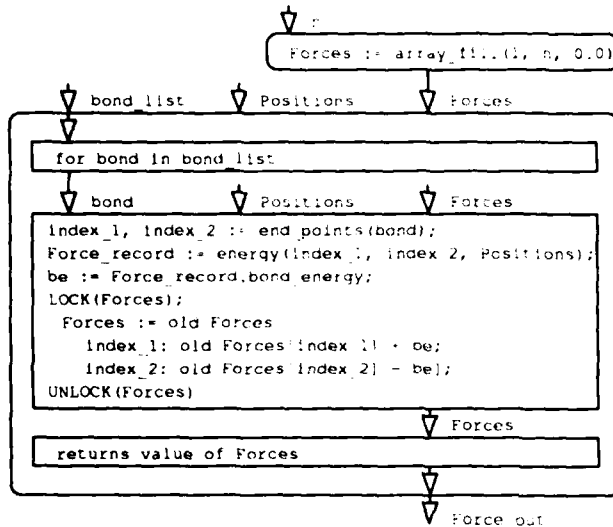 n
Forces := array_fill(1, n, 0.0)
bond_list Positions Forces
for bond in bond_list
bond Positions Forces
index_1, index_2 := end_points(bond);
Force_record := energy(index_1, index_2, Positions);
be := Force_record.bond_energy;
LOCK(Forces);
Forces := old Forces
index_1: old Forces[index_1] + be;
index_2: old Forces[index_2] - be];
UNLOCK(Forces)
Forces
returns value of Forces
Force out